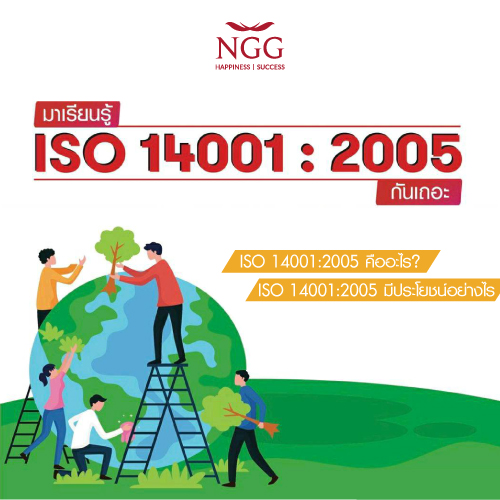 NGG
HAPPINESS | SUCCESS
มาเรียนรู้
ISO 14001 : 2005
กันเถอะ
ISO 14001:2005 คืออะไร?
ISO 14001:2005 มีประโยชน์อย่างไร